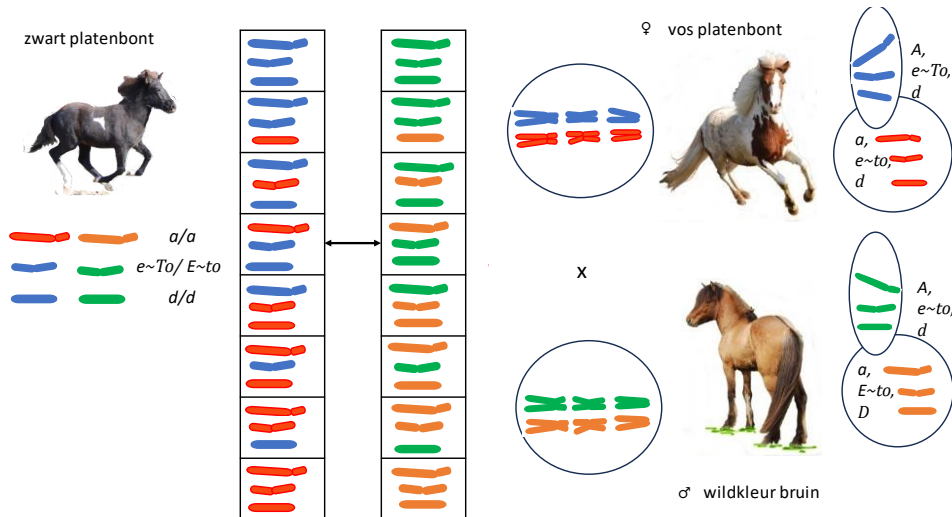 zwart platenbont
a/a
e~To/ E~to
d/d
♀ vos platenbont
A,
e~To,
d
a,
e~to,
d
x
A,
e~to,
d
a,
E~to,
D
♂ wildkleur bruin